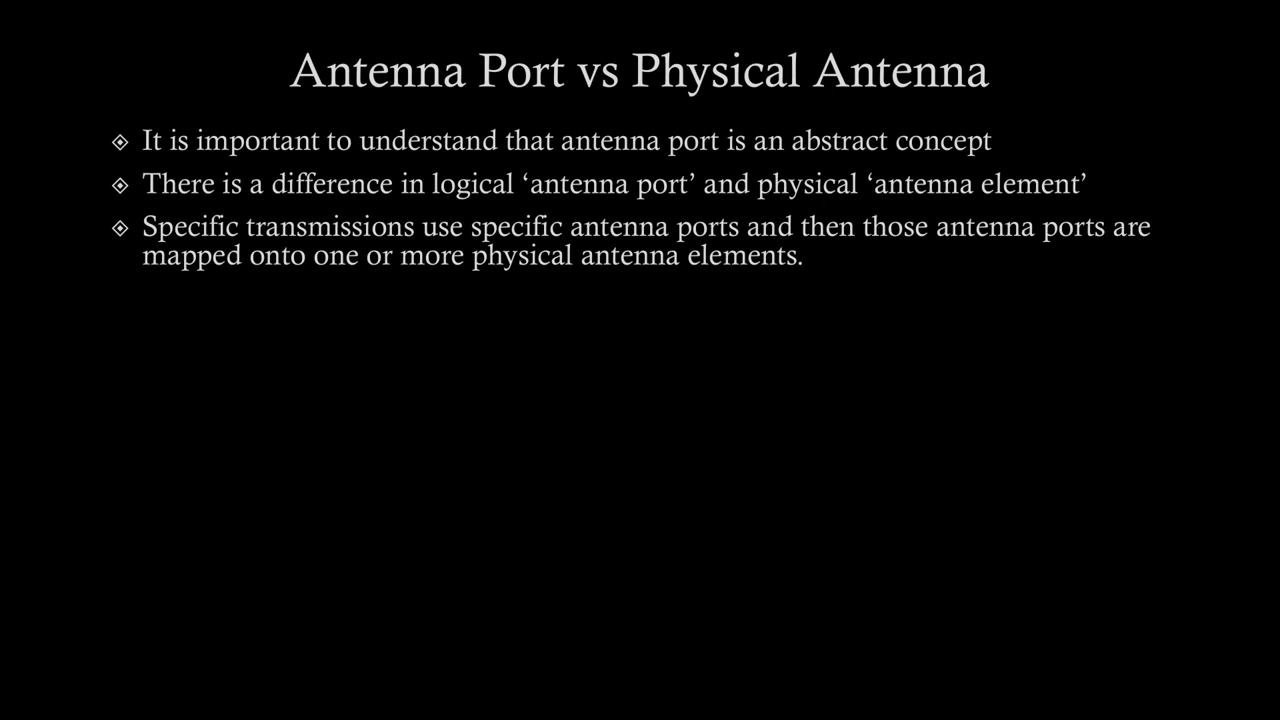 Antenna Port vs Physical Antenna
It is important to understand that antenna port is an abstract concept
There is a difference in logical ‘antenna port’ and physical ‘antenna element’
Specific transmissions use specific antenna ports and then those antenna ports are
mapped onto one or more physical antenna elements.